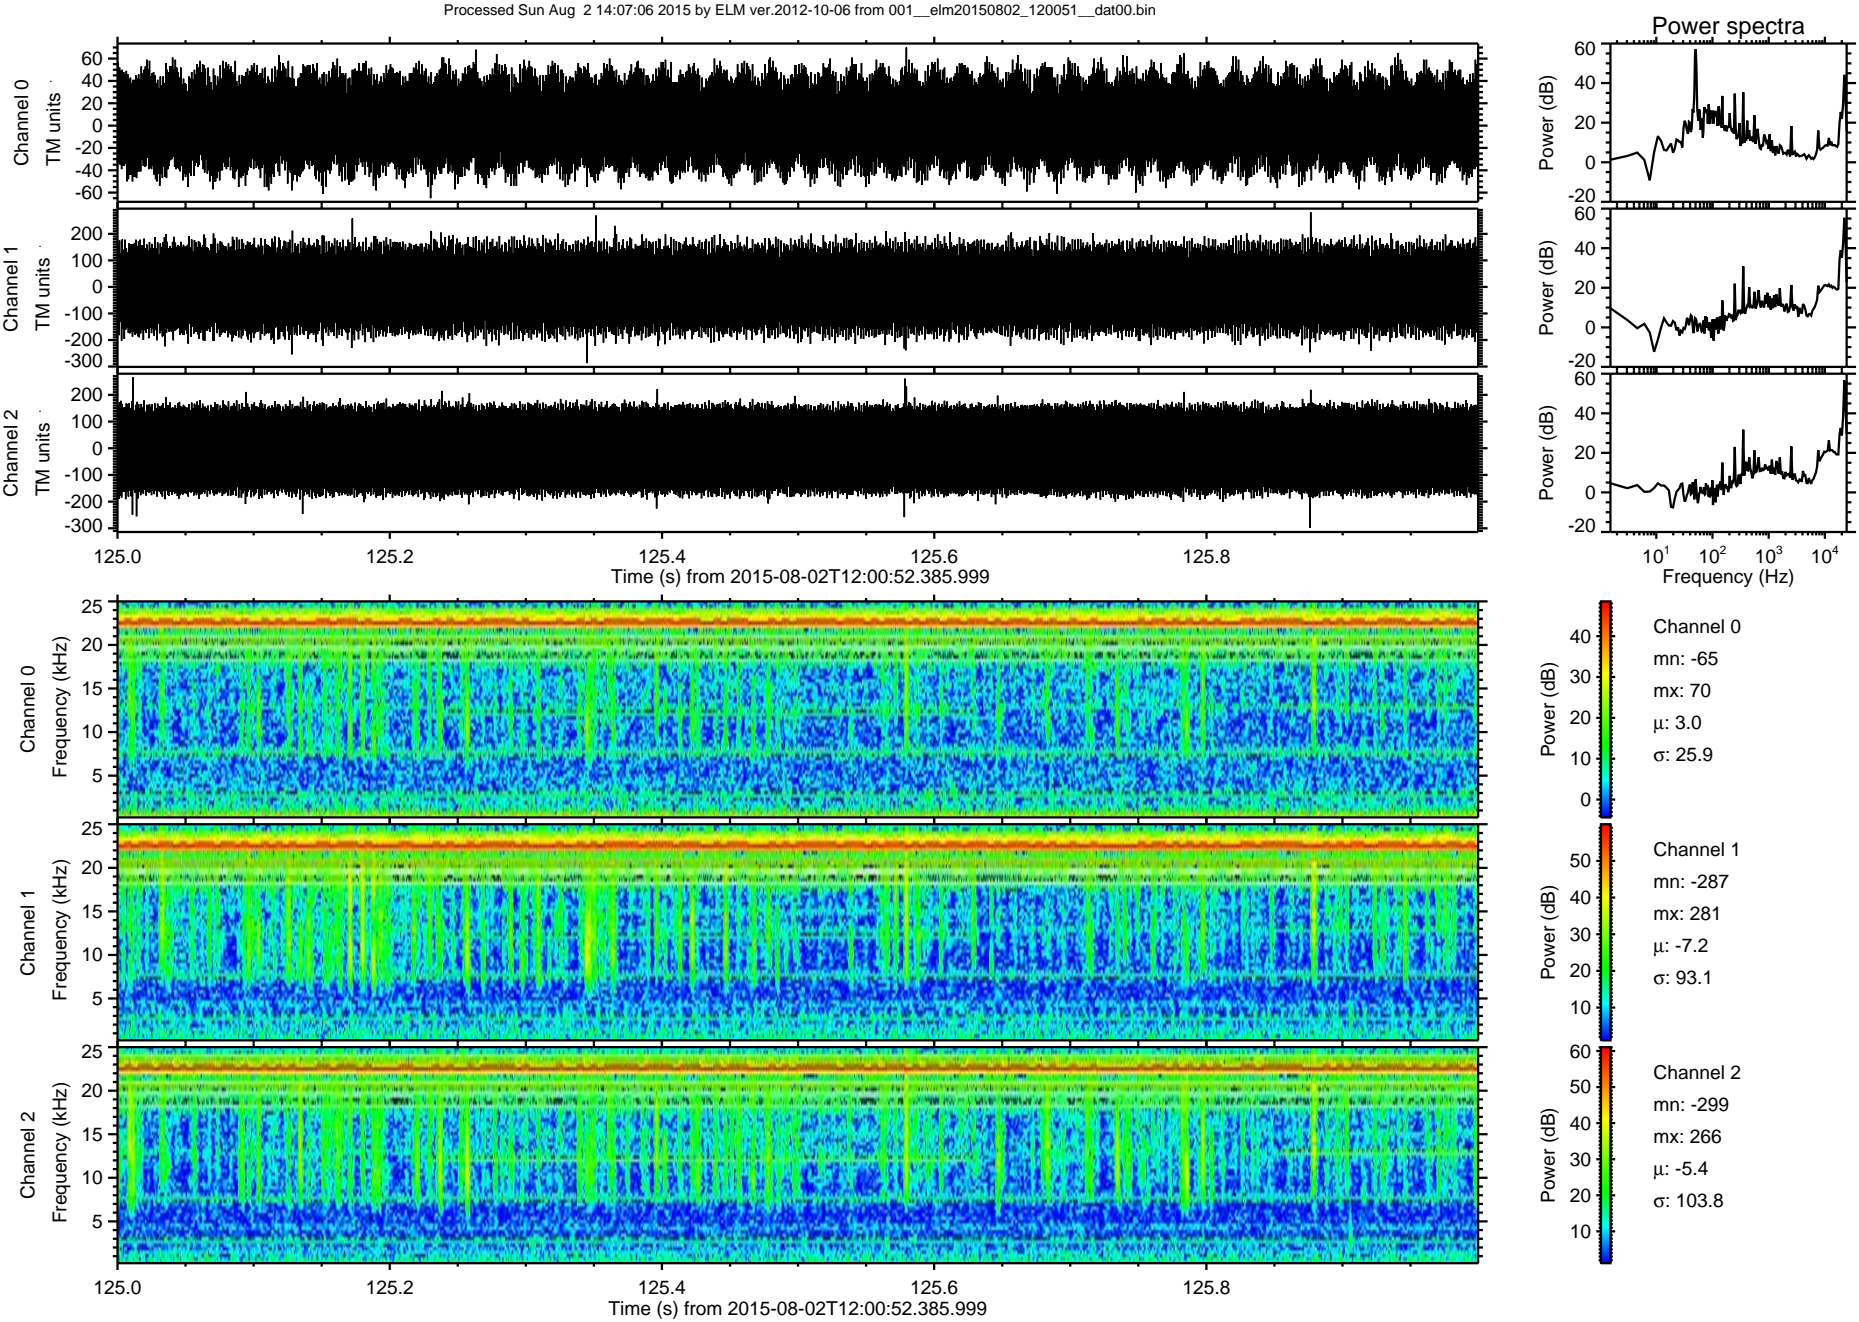 Processed Sun Aug  2 14:07:06 2015 by ELM ver.2012-10-06 from 001__elm20150802_120051__dat00.bin
Power spectra
Channel 0
TM units
60
40
20
0
-20
-40
-60
Power (dB)
60
40
20
0
-20
Channel 1
TM units
200
100
0
-100
-200
-300
Power (dB)
60
40
20
0
-20
Channel 2
TM units
200
100
0
-100
-200
-300
Power (dB)
60
40
20
0
-20
125.0 125.2 125.4 125.6 125.8
Time (s) from 2015-08-02T12:00:52.385.999
10¹ 10² 10³ 10⁴
Frequency (Hz)
Channel 0
Frequency (kHz)
25
20
15
10
5
Power (dB)
40
30
20
10
0
Channel 0
mn: -65
mx: 70
μ: 3.0
σ: 25.9
Channel 1
Frequency (kHz)
25
20
15
10
5
Power (dB)
50
40
30
20
10
Channel 1
mn: -287
mx: 281
μ: -7.2
σ: 93.1
Channel 2
Frequency (kHz)
25
20
15
10
5
Power (dB)
60
50
40
30
20
10
Channel 2
mn: -299
mx: 266
μ: -5.4
σ: 103.8
125.0 125.2 125.4 125.6 125.8
Time (s) from 2015-08-02T12:00:52.385.999